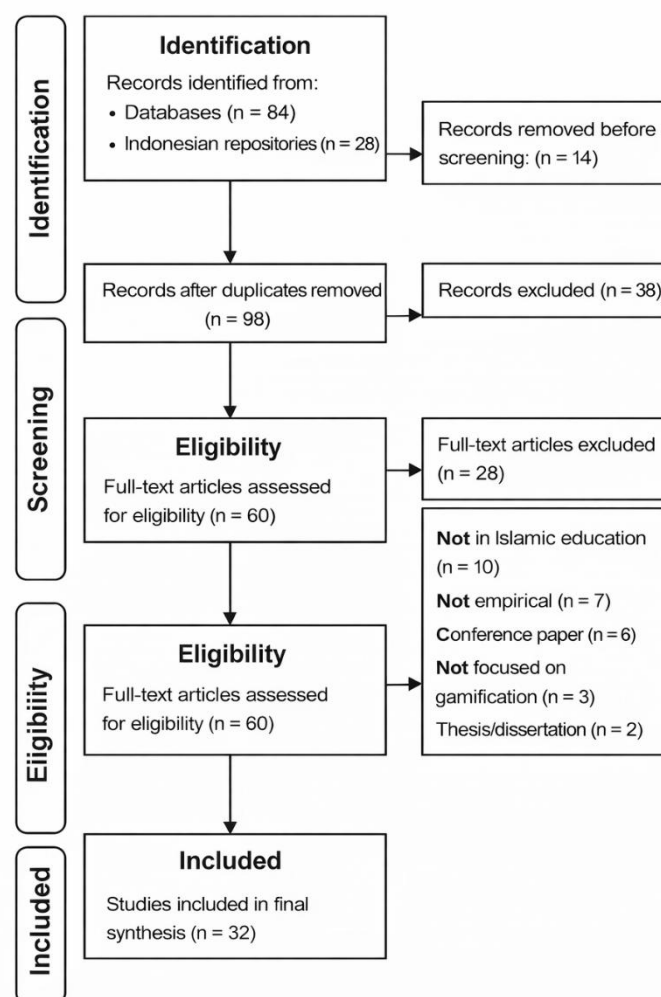 Identification
Identification
Records identified from:
• Databases (n = 84)
• Indonesian repositories (n = 28)
Records removed before
screening: (n = 14)
Records after duplicates removed
(n = 98)
Records excluded (n = 38)
Screening
Eligibility
Full-text articles assessed
for eligibility (n = 60)
Full-text articles excluded
(n = 28)
Not in Islamic education
(n = 10)
Not empirical (n = 7)
Conference paper (n = 6)
Not focused on
gamification (n = 3)
Thesis/dissertation (n = 2)
Eiigibiiity
Eligibility
Full-text articles assessed
for eligibility (n = 60)
Included
Included
Studies included in final
synthesis (n = 32)